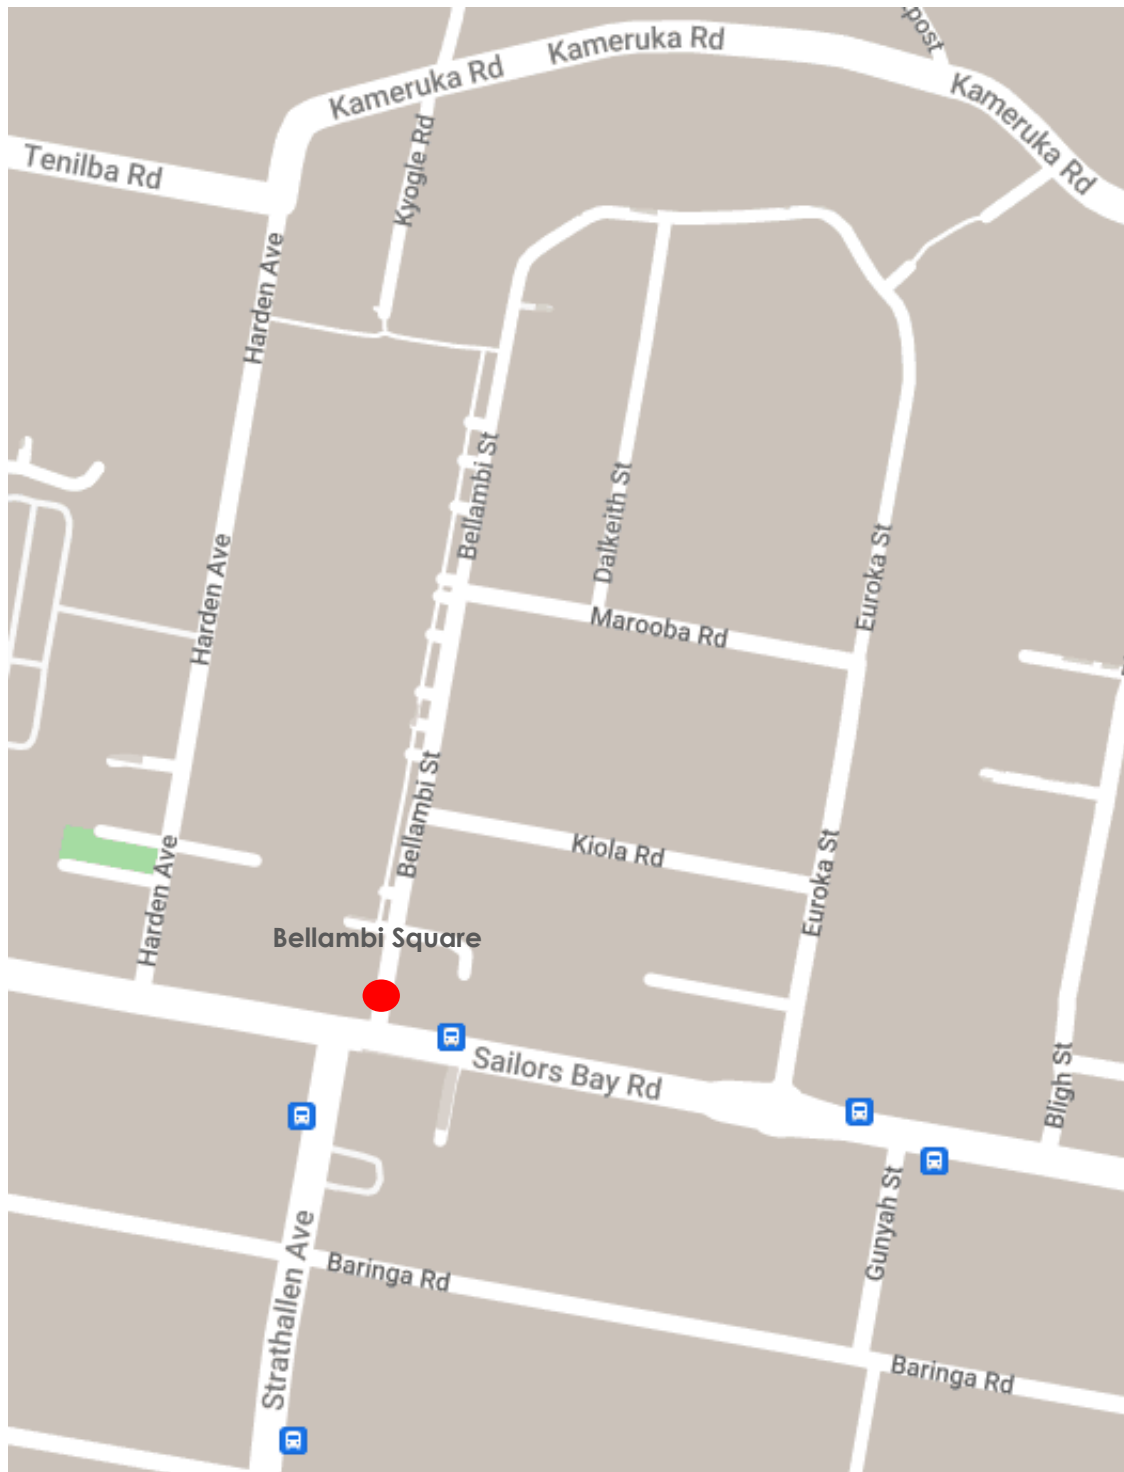 post
Kameruka Rd
Kameruka Rd
Kameruka Rd
Tenilba Rd
Kyogle Rd
Harden Ave
Bellambi St
Dalkeith St
Euroka St
Harden Ave
Marooba Rd
Bellambi St
Kiola Rd
Euroka St
Harden Ave
Bellambi Square
Sailors Bay Rd
Bligh St
Gunyah St
Strathallen Ave
Baringa Rd
Baringa Rd